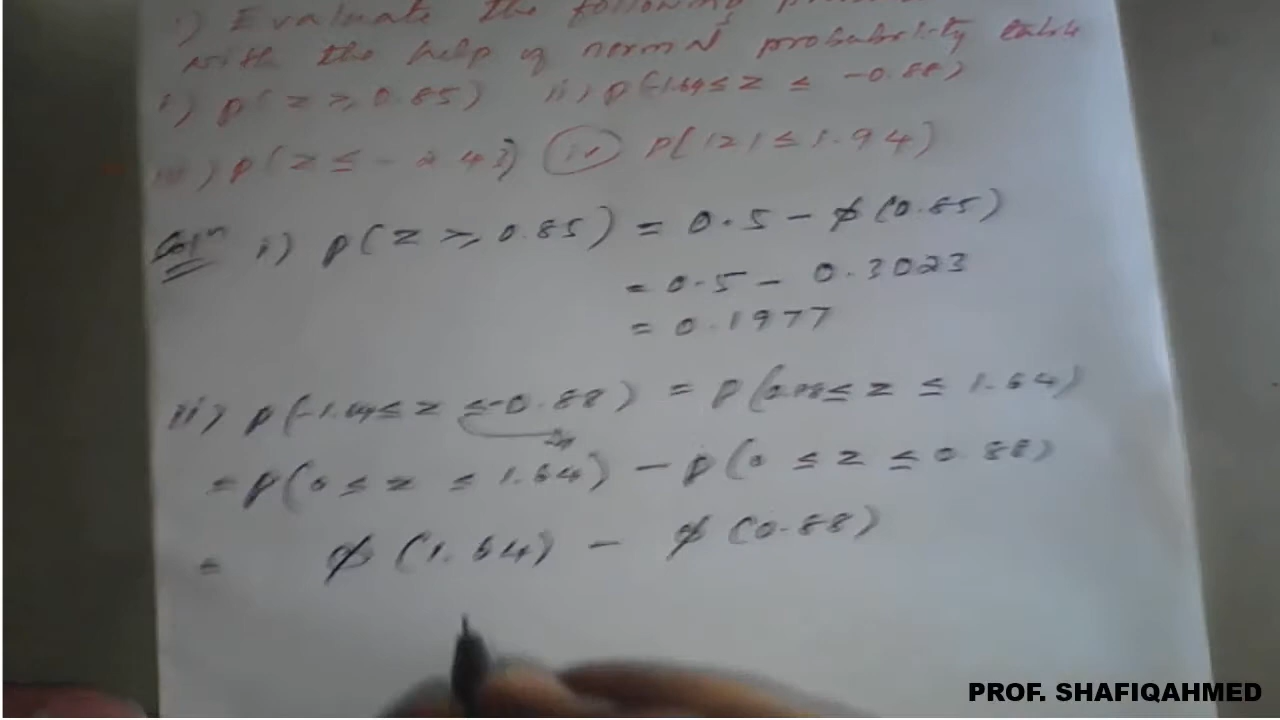 i) Evaluate the following
with the help of normal probability table
i) P(Z ≥ 0.85) ii) P(-1.64 ≤ Z ≤ -0.88)
iii) P(Z ≤ -2.43) iv) P(|Z| ≤ 1.94)
Solⁿ i) P(Z ≥ 0.85) = 0.5 - φ(0.85)
= 0.5 - 0.3023
= 0.1977
ii) P(-1.64 ≤ Z ≤ -0.88) = P(0.88 ≤ Z ≤ 1.64)
= P(0 ≤ Z ≤ 1.64) - P(0 ≤ Z ≤ 0.88)
= φ(1.64) - φ(0.88)
PROF. SHAFIQAHMED